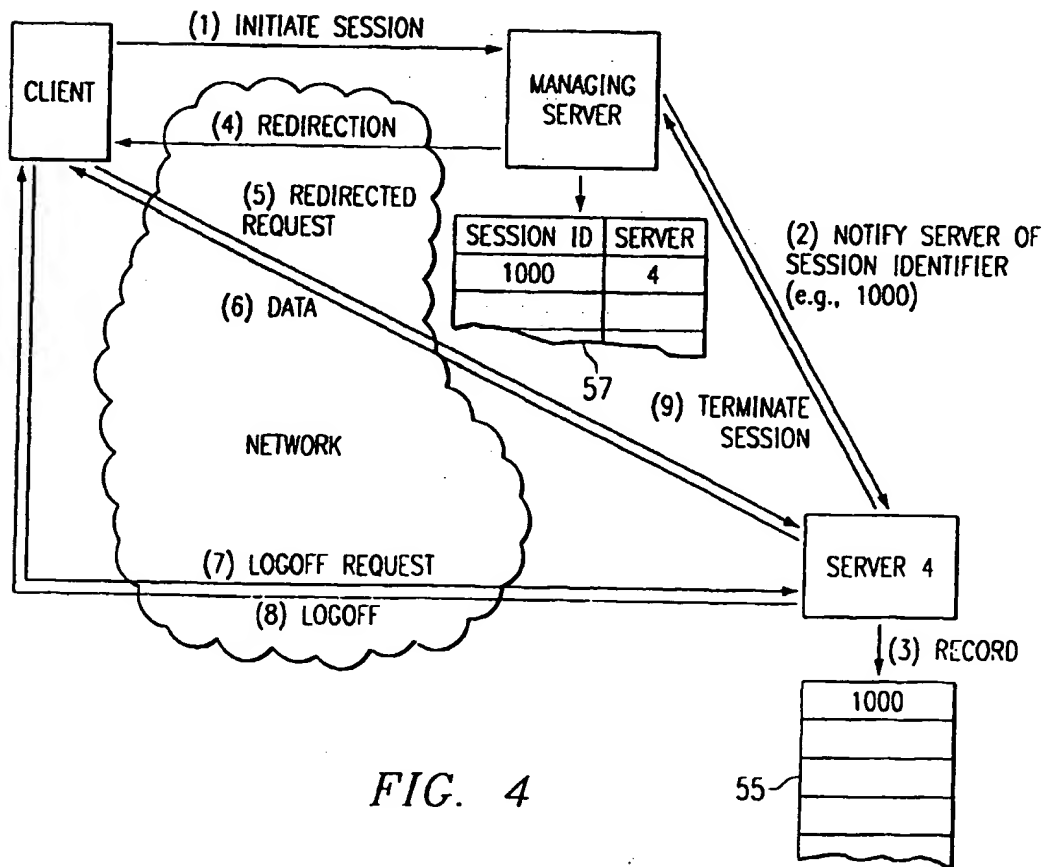 (1) INITIATE SESSION
CLIENT
MANAGING
SERVER
(4) REDIRECTION
(5) REDIRECTED
REQUEST
SESSION ID SERVER
1000 4
(2) NOTIFY SERVER OF
SESSION IDENTIFIER
(e.g., 1000)
(6) DATA
57
(9) TERMINATE
SESSION
NETWORK
(7) LOGOFF REQUEST
(8) LOGOFF
SERVER 4
(3) RECORD
1000
55
FIG. 4